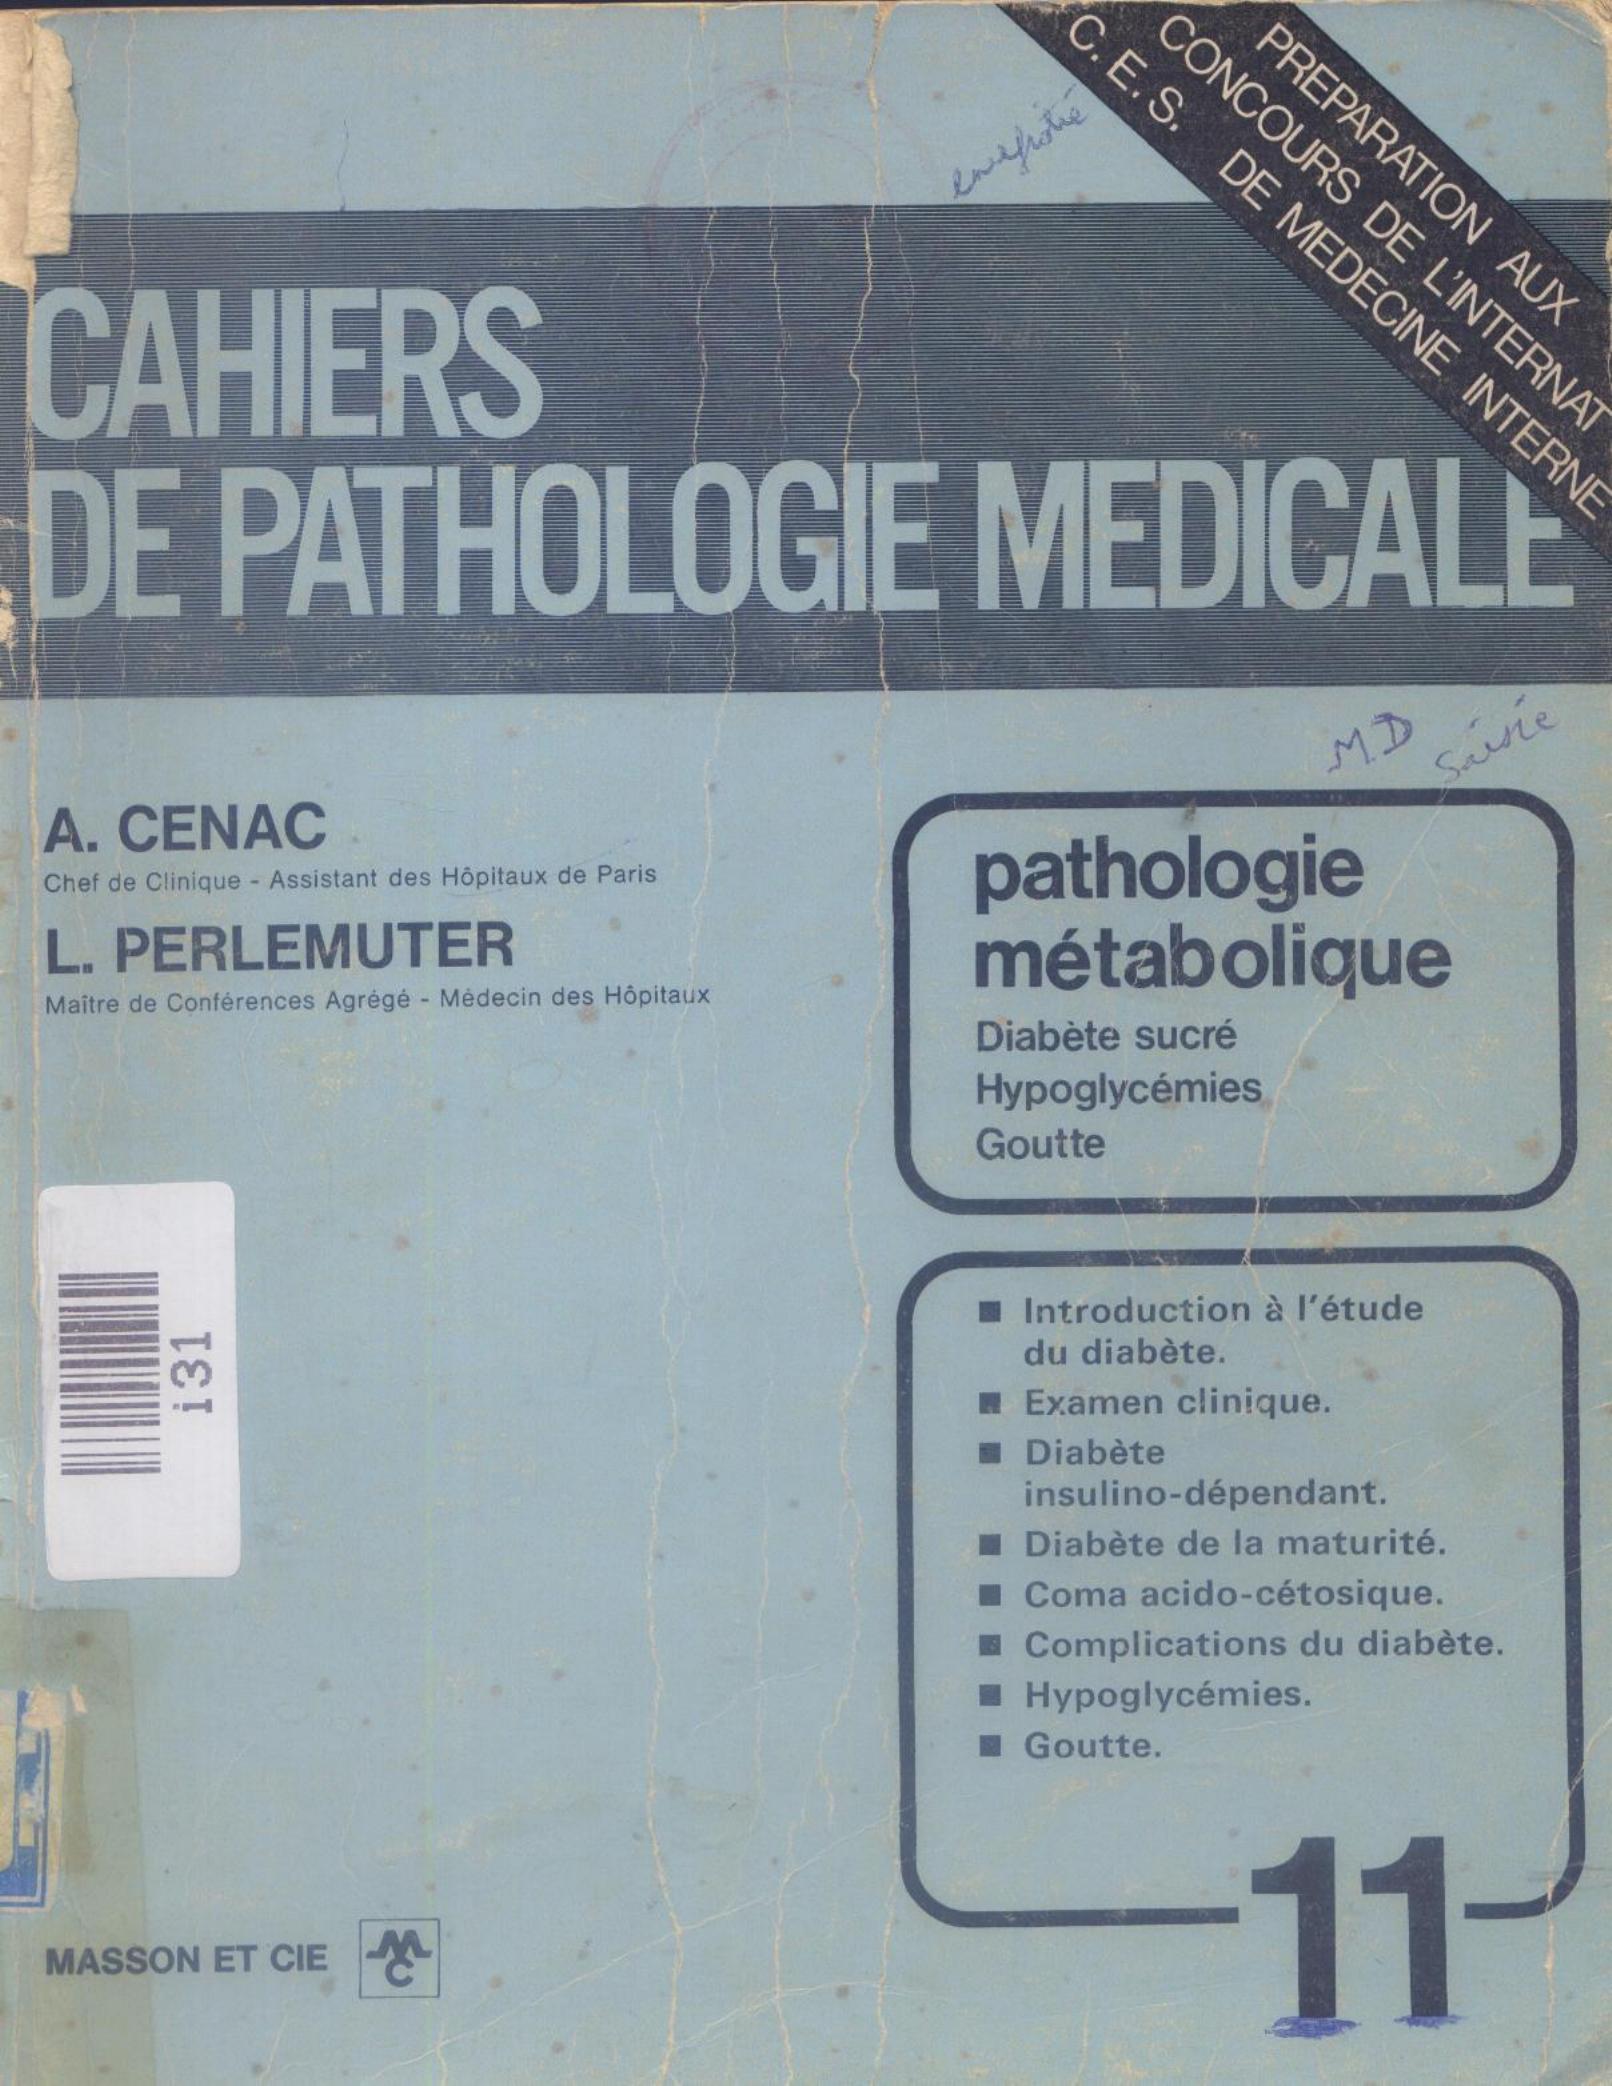 PREPARATION AUX
CONCOURS DE L'INTERNAT
C. E. S. DE MEDECINE INTERNE
CAHIERS
DE PATHOLOGIE MEDICALE
M.D saisie
A. CENAC
Chef de Clinique - Assistant des Hôpitaux de Paris
L. PERLEMUTER
Maître de Conférences Agrégé - Médecin des Hôpitaux
pathologie
métabolique
Diabète sucré
Hypoglycémies
Goutte
i31
■ Introduction à l'étude
du diabète.
■ Examen clinique.
■ Diabète
insulino-dépendant.
■ Diabète de la maturité.
■ Coma acido-cétosique.
■ Complications du diabète.
■ Hypoglycémies.
■ Goutte.
11
MASSON ET CIE
MC